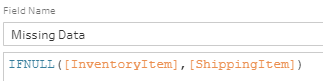 Field Name
Missing Data
IFNULL([InventoryItem],[ShippingItem])